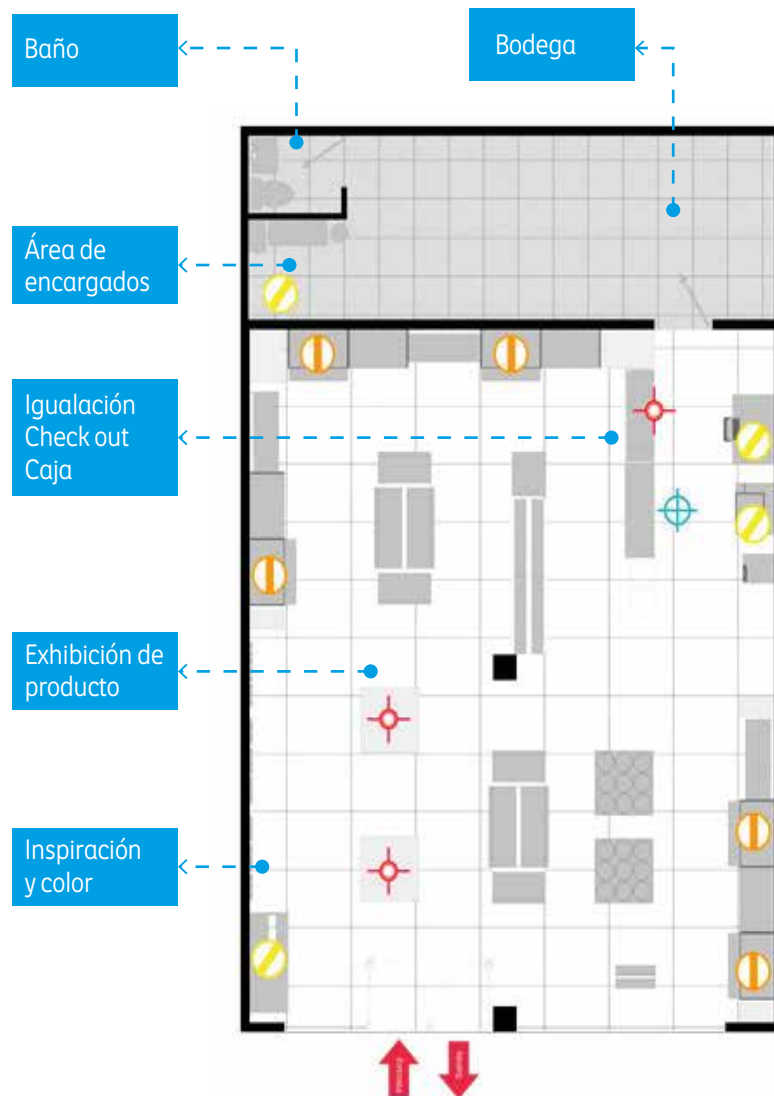 Baño
Bodega
Área de
encargados
Igualación
Check out
Caja
Exhibición de
producto
Inspiración
y color